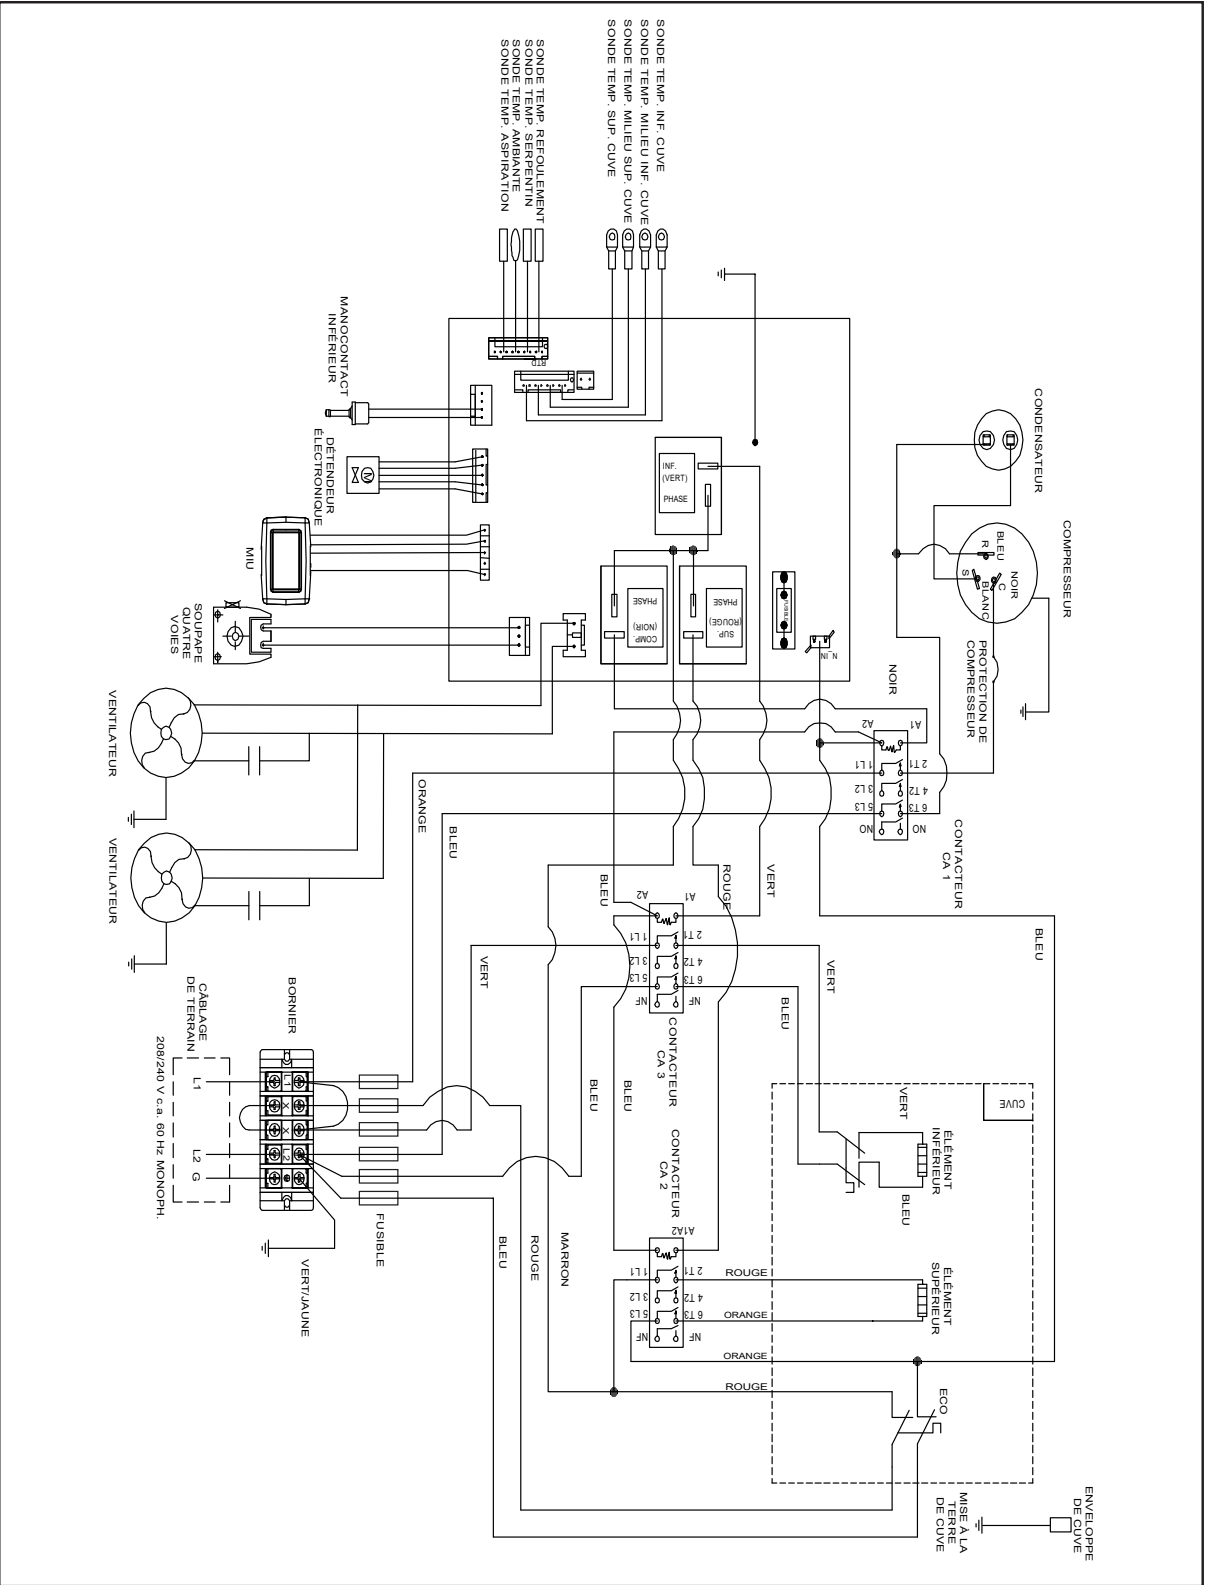 SONDE TEMP. INF. CUVE
SONDE TEMP. MILIEU INF. CUVE
SONDE TEMP. MILIEU SUP. CUVE
SONDE TEMP. SUP. CUVE
SONDE TEMP. REFOULEMENT
SONDE TEMP. SERPENTIN
SONDE TEMP. AMBIANTE
SONDE TEMP. ASPIRATION
MANOCONTACT
INFÉRIEUR
RTD
DÉTENDEUR
ÉLECTRONIQUE
M
MIU
SOUPAPE
QUATRE
VOIES
VENTILATEUR
VENTILATEUR
CONDENSATEUR
COMPRESSEUR
BLEU
R
NOIR
C
S
BLANC
PROTECTION DE
COMPRESSEUR
INF.
(VERT)
PHASE
PHASE
COMP.
(NOIR)
PHASE
SUP.
(ROUGE)
FUSIBLE
N_IN
NOIR
A2
A1
1 L1
2 T1
3 L2
4 T2
5 L3
6 T3
NO
NO
CONTACTEUR
CA 1
ORANGE
BLEU
BLEU
ROUGE
VERT
BLEU
A2
A1
1 L1
2 T1
3 L2
4 T2
5 L3
6 T3
NF
NF
CONTACTEUR
CA 3
VERT
VERT
BLEU
BORNIER
CÂBLAGE
DE TERRAIN
208/240 V c.a. 60 Hz MONOPH.
L1
L2
G
L1
X
X
L2
FUSIBLE
VERT/JAUNE
BLEU
ROUGE
MARRON
BLEU
BLEU
CONTACTEUR
CA 2
A1A2
1 L1
2 T1
3 L2
4 T2
5 L3
6 T3
NF
NF
CUVE
VERT
ÉLÉMENT
INFÉRIEUR
BLEU
ÉLÉMENT
SUPÉRIEUR
ROUGE
ORANGE
ORANGE
ROUGE
ECO
MISE À LA
TERRE
DE CUVE
ENVELOPPE
DE CUVE